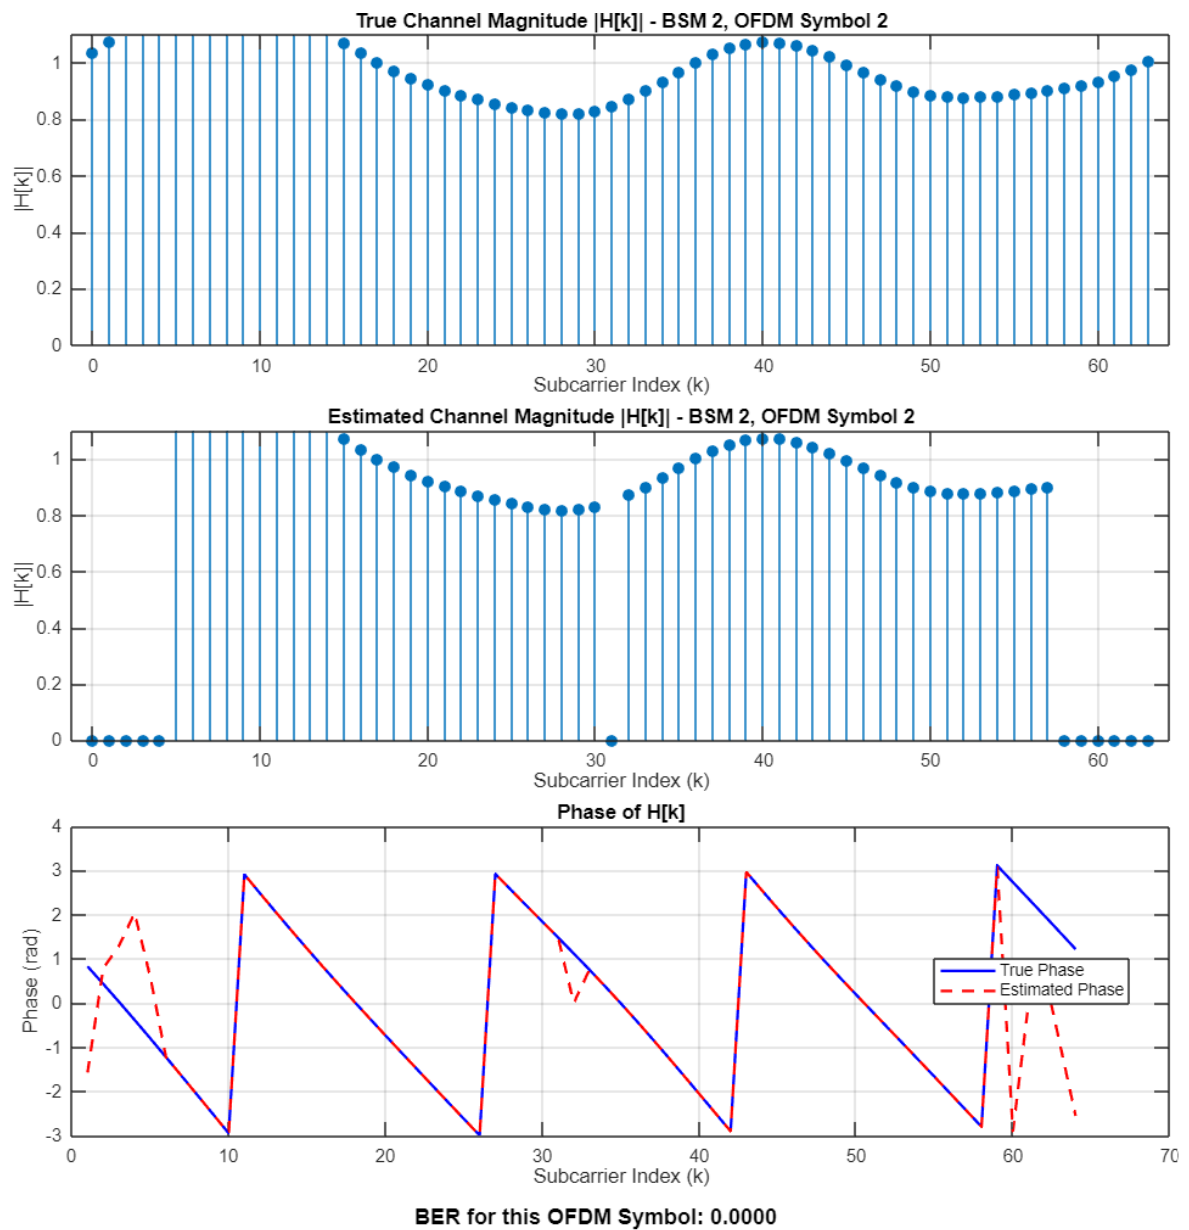 True Channel Magnitude |H[k]| - BSM 2, OFDM Symbol 2
|H[k]|
1
0.8
0.6
0.4
0.2
0
0 10 20 30 40 50 60
Subcarrier Index (k)
Estimated Channel Magnitude |H[k]| - BSM 2, OFDM Symbol 2
|H[k]|
1
0.8
0.6
0.4
0.2
0
0 10 20 30 40 50 60
Subcarrier Index (k)
Phase of H[k]
Phase (rad)
4
3
2
1
0
-1
-2
-3
True Phase
Estimated Phase
0 10 20 30 40 50 60 70
Subcarrier Index (k)
BER for this OFDM Symbol: 0.0000